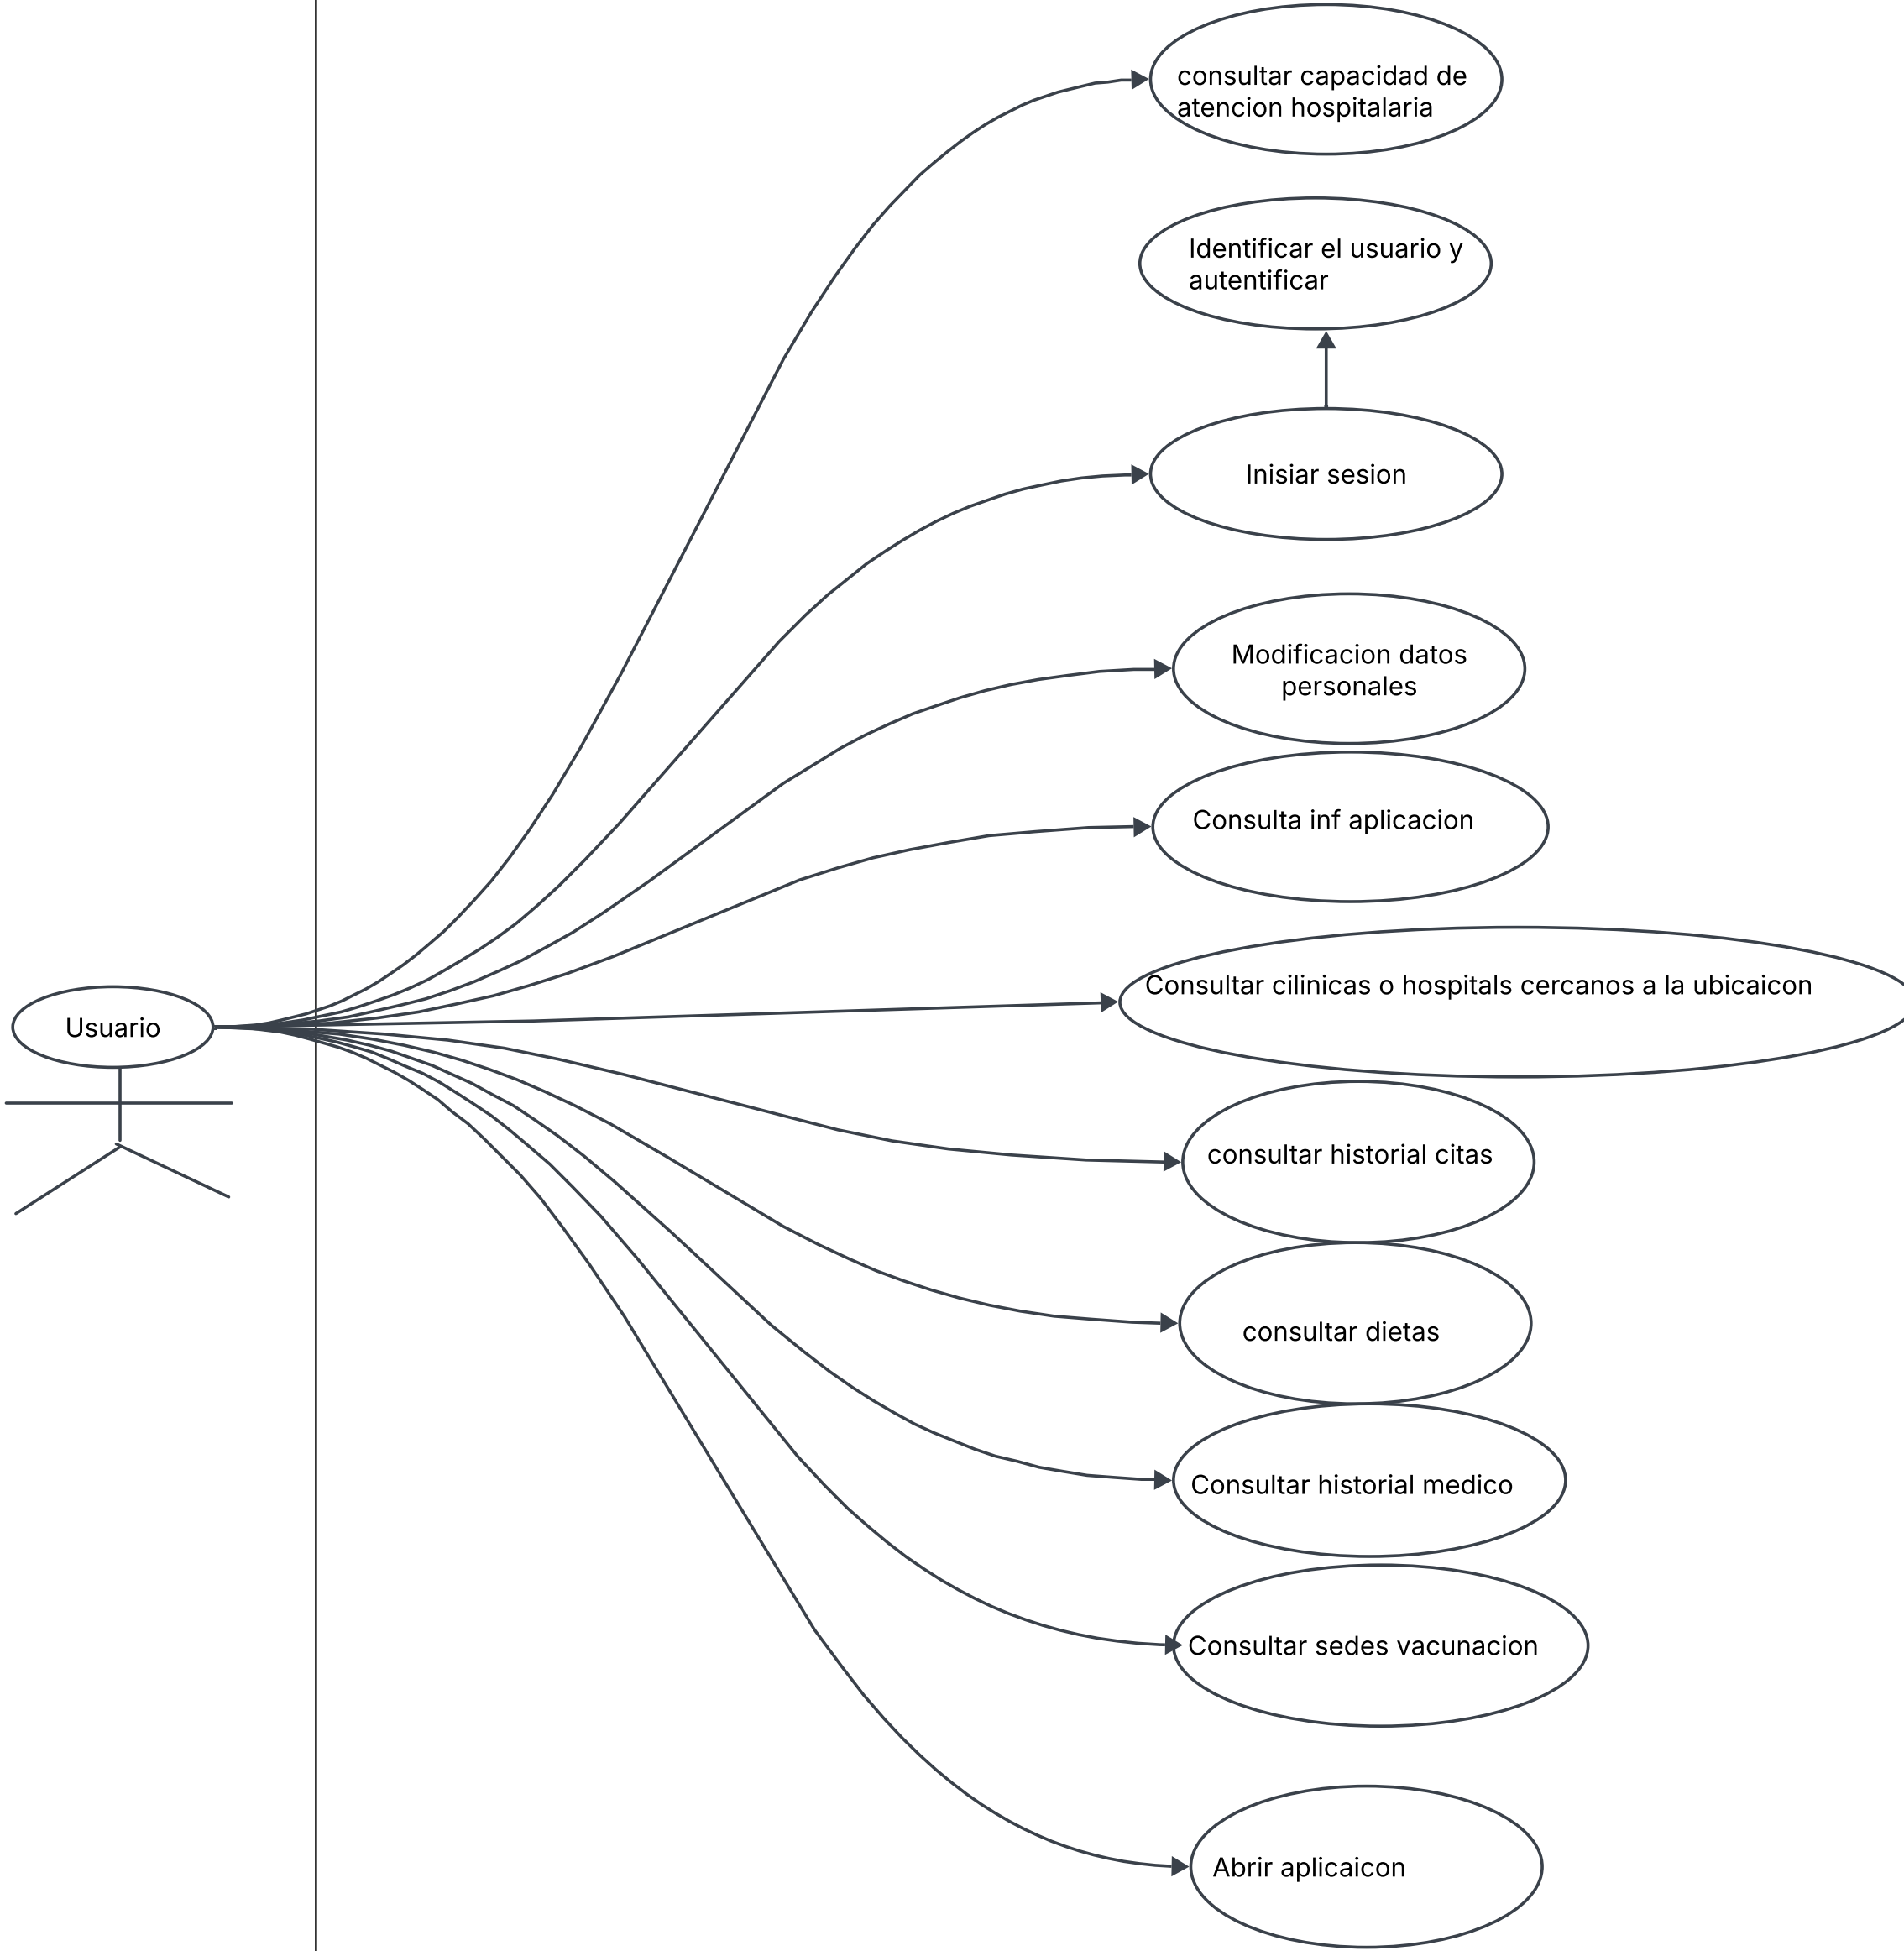 consultar capacidad de
atencion hospitalaria
Identificar el usuario y
autentificar
Inisiar sesion
Modificacion datos
personales
Consulta inf aplicacion
Consultar cilinicas o hospitals cercanos a la ubicaicon
Usuario
consultar historial citas
consultar dietas
Consultar historial medico
Consultar sedes vacunacion
Abrir aplicaicon